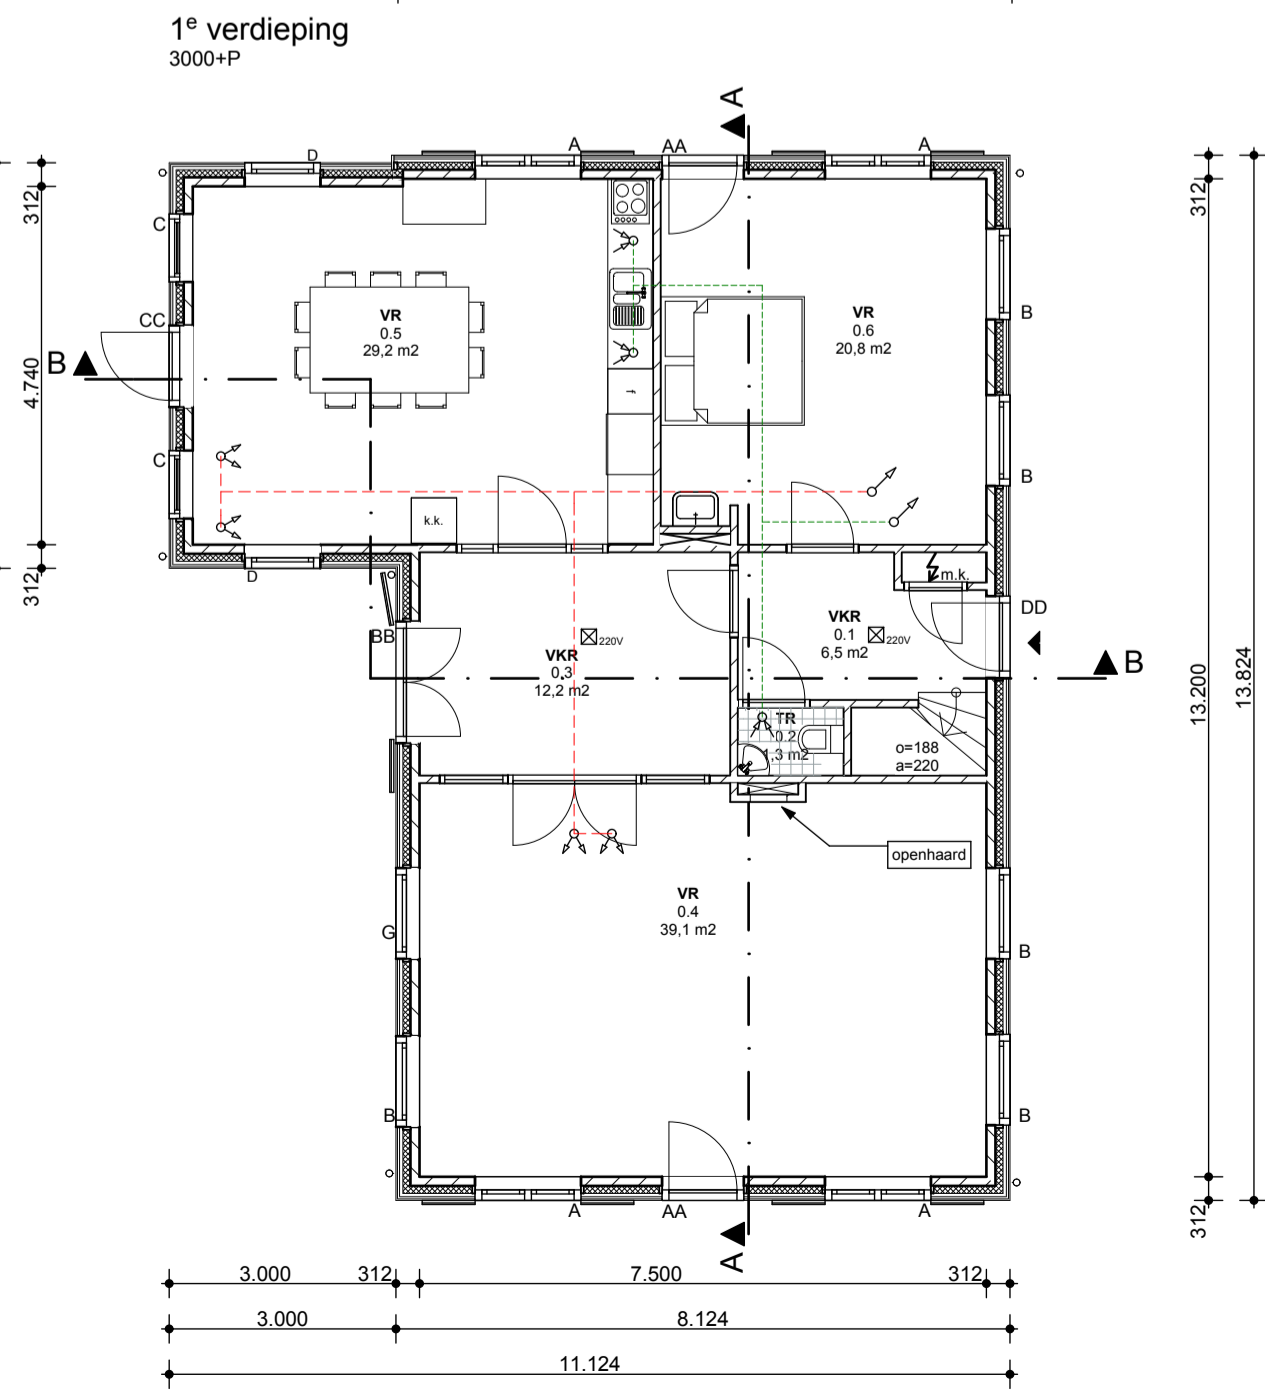 1e verdieping
3000+P
A
D
A
AA
A
312
312
C
CC
B
4.740
VR
0.5
29,2 m2
VR
0.6
20,8 m2
B
f
C
B
k.k.
312
D
m.k.
BB
220V
VKR
0.3
12,2 m2
VKR
0.1
6,5 m2
220V
DD
B
13.200
13.824
TR
0.2
1,3 m2
o=188
a=220
openhaard
VR
0.4
39,1 m2
G
B
B
B
A
AA
A
312
A
3.000
312
7.500
312
3.000
8.124
11.124